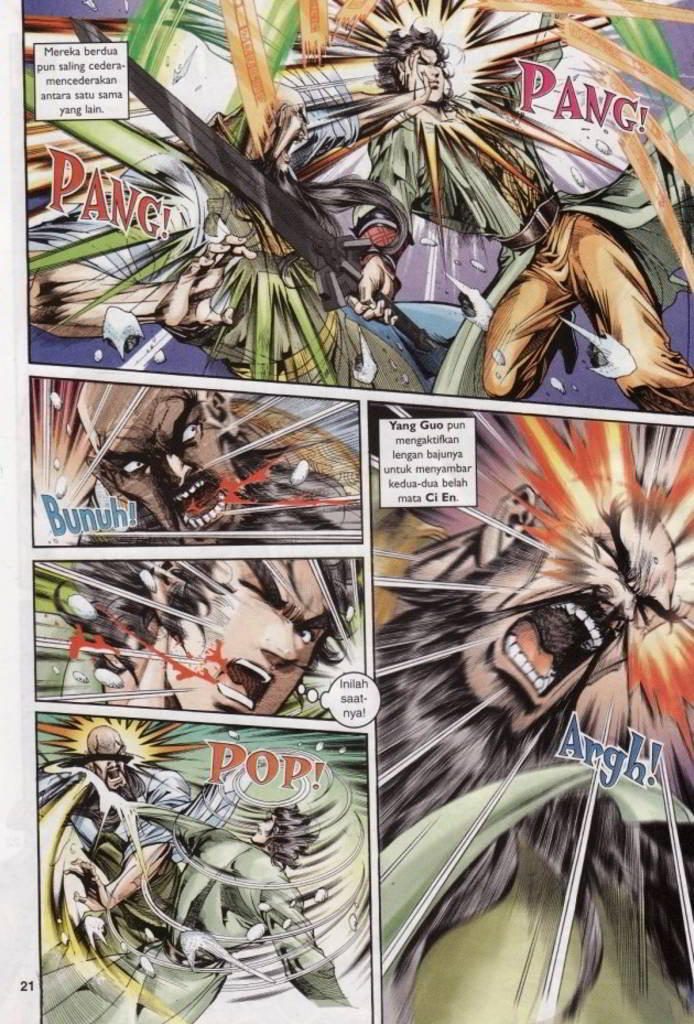 Mereka berdua
pun saling cedera-
mencederakan
antara satu sama
yang lain.
PANG!
PANG!
Bunuh!
Inilah
saat-
nya!
POP!
Yang Guo pun
mengaktifkan
lengan bajunya
untuk menyambar
kedua-dua belah
mata Ci En.
Argh!
21